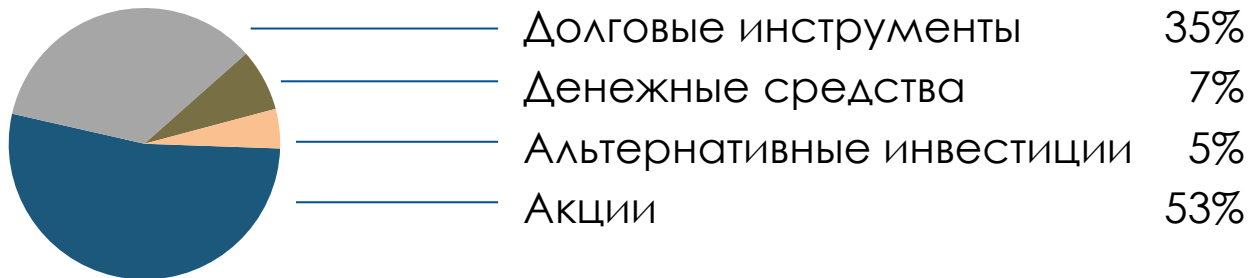 Долговые инструменты 35%
Денежные средства 7%
Альтернативные инвестиции 5%
Акции 53%